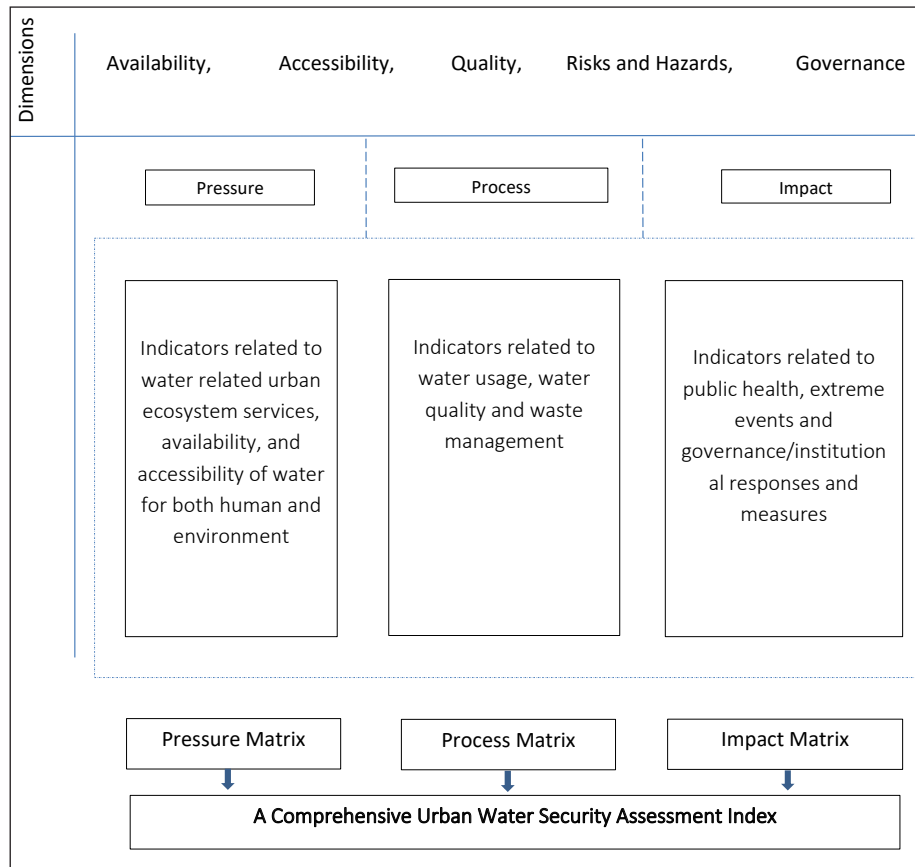 Dimensions
Availability, Accessibility, Quality, Risks and Hazards, Governance
Pressure
Process
Impact
Indicators related to
water related urban
ecosystem services,
availability, and
accessibility of water
for both human and
environment
Indicators related to
water usage, water
quality and waste
management
Indicators related to
public health, extreme
events and
governance/institution
al responses and
measures
Pressure Matrix
Process Matrix
Impact Matrix
A Comprehensive Urban Water Security Assessment Index